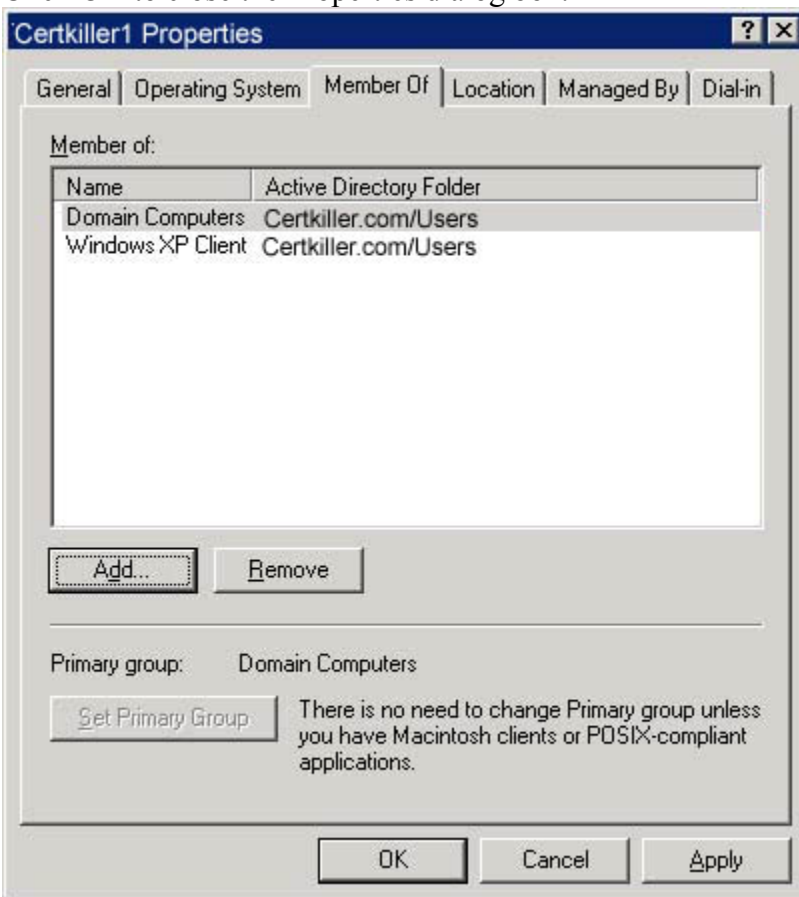 Certkiller1 Properties
General Operating System Member Of Location Managed By Dial-in
Member of:
Name Active Directory Folder
Domain Computers Certkiller.com/Users
Windows XP Client Certkiller.com/Users
Add... Remove
Primary group: Domain Computers
Set Primary Group There is no need to change Primary group unless
you have Macintosh clients or POSIX-compliant
applications.
OK Cancel Apply